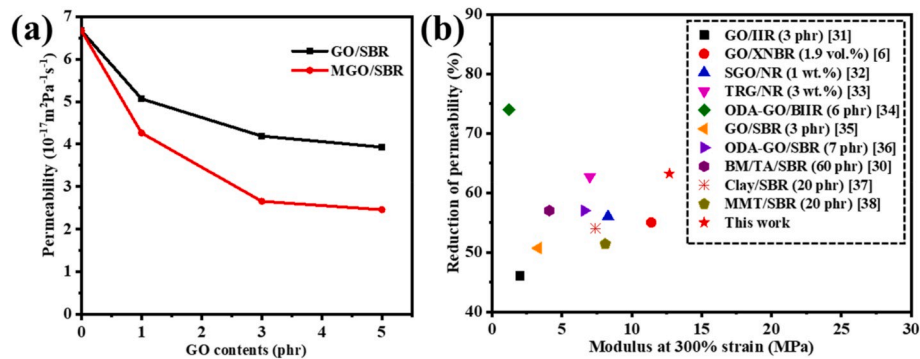 (a)
Permeability (10⁻¹⁷m²Pa⁻¹s⁻¹)
7
6
5
4
3
2
1
0
GO/SBR
MGO/SBR
0 1 2 3 4 5
GO contents (phr)
(b)
Reduction of permeability (%)
90
80
70
60
50
40
GO/IIR (3 phr) [31]
GO/XNBR (1.9 vol.%) [6]
SGO/NR (1 wt.%) [32]
TRG/NR (3 wt.%) [33]
ODA-GO/BIIR (6 phr) [34]
GO/SBR (3 phr) [35]
ODA-GO/SBR (7 phr) [36]
BM/TA/SBR (60 phr) [30]
Clay/SBR (20 phr) [37]
MMT/SBR (20 phr) [38]
This work
0 5 10 15 20 25 30
Modulus at 300% strain (MPa)